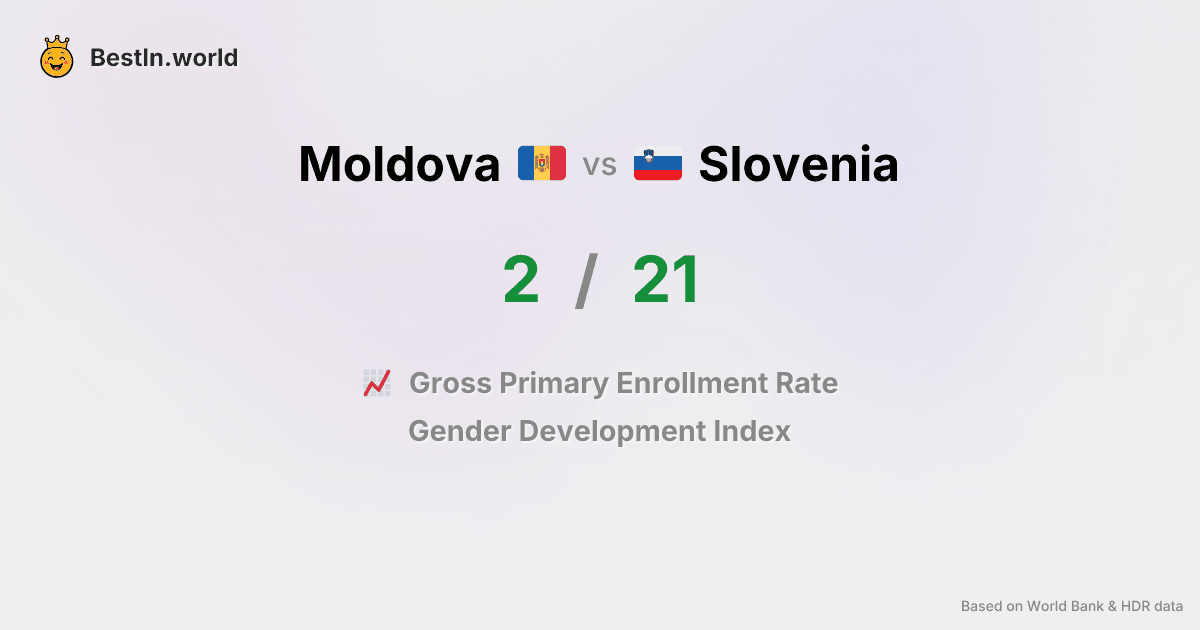 BestIn.world
Moldova vs Slovenia
2 / 21
Gross Primary Enrollment Rate
Gender Development Index
Based on World Bank & HDR data